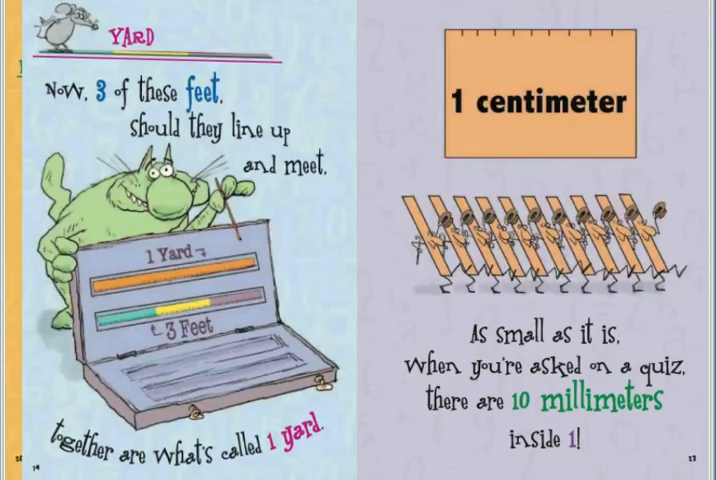 YARD
Now, 3 of these feet,
should they line up
and meet,
1 Yard
3 Feet
together are what's called 1 yard.
14
1 centimeter
As small as it is,
when you're asked on a quiz,
there are 10 millimeters
inside 1!